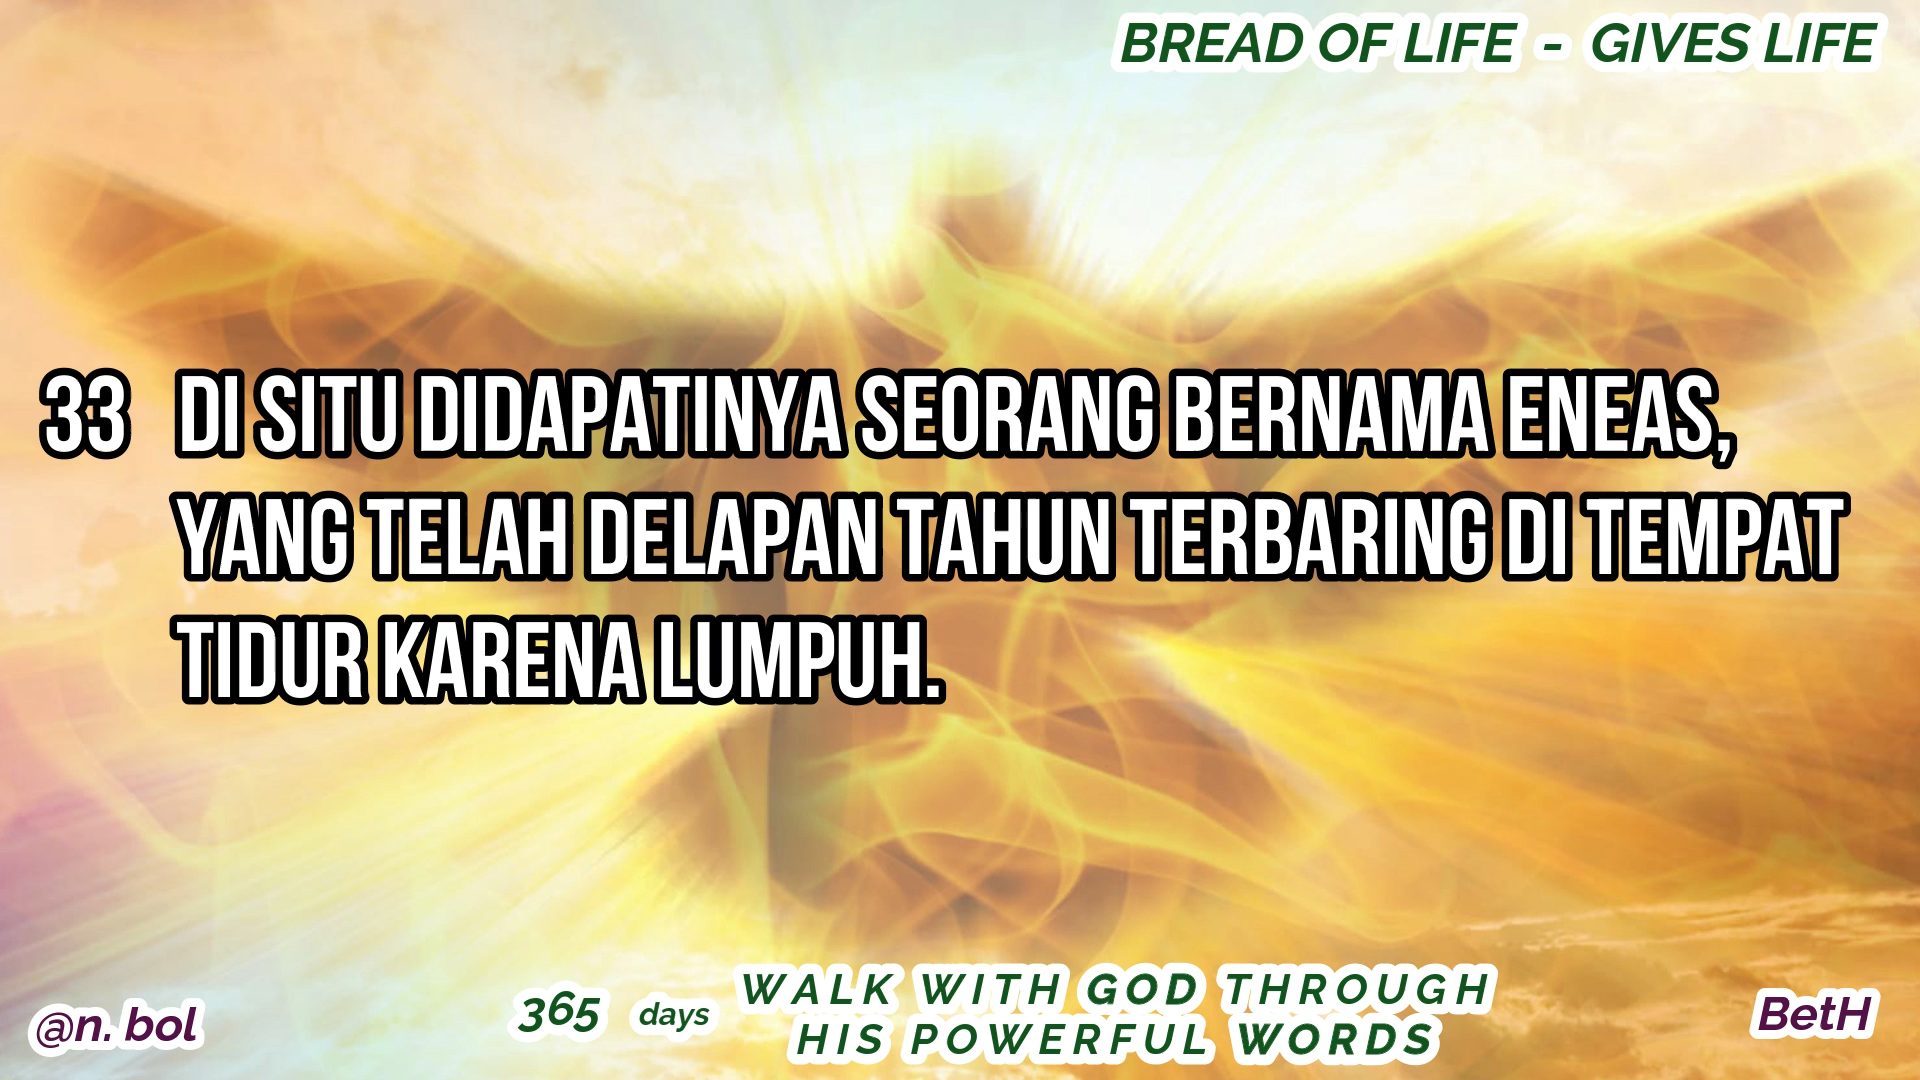 BREAD OF LIFE - GIVES LIFE
33 DI SITU DIDAPATINYA SEORANG BERNAMA ENEAS,
YANG TELAH DELAPAN TAHUN TERBARING DI TEMPAT
TIDUR KARENA LUMPUH.
@n. bol
365 days
WALK WITH GOD THROUGH
HIS POWERFUL WORDS
BetH